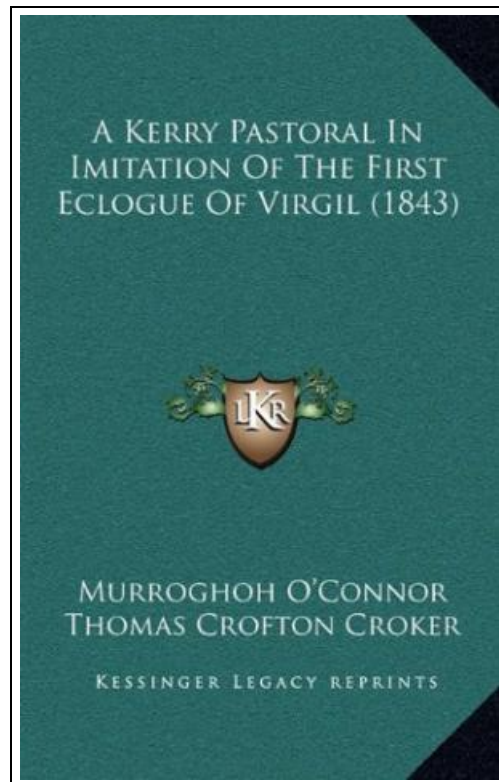 A Kerry Pastoral In
Imitation Of The First
Eclogue Of Virgil (1843)
LKR
Murroghoh O'Connor
Thomas Crofton Croker
Kessinger Legacy reprints